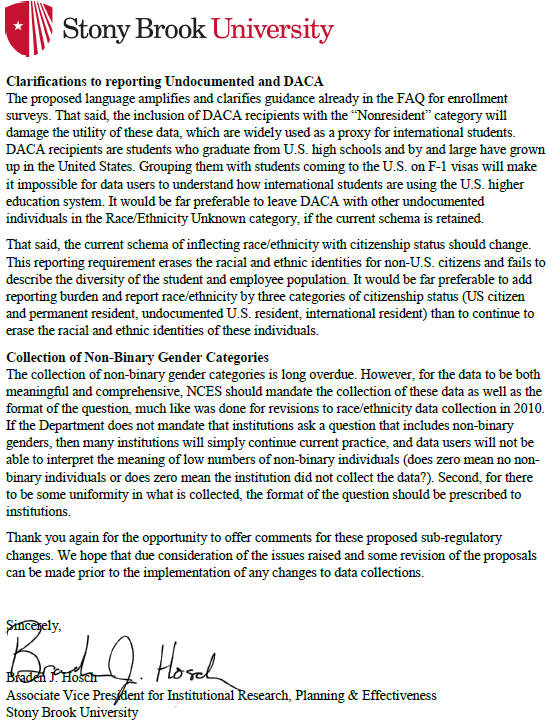 Stony Brook University
Clarifications to reporting Undocumented and DACA
The proposed language amplifies and clarifies guidance already in the FAQ for enrollment
surveys. That said, the inclusion of DACA recipients with the “Nonresident” category will
damage the utility of these data, which are widely used as a proxy for international students.
DACA recipients are students who graduate from U.S. high schools and by and large have grown
up in the United States. Grouping them with students coming to the U.S. on F-1 visas will make
it impossible for data users to understand how international students are using the U.S. higher
education system. It would be far preferable to leave DACA with other undocumented
individuals in the Race/Ethnicity Unknown category, if the current schema is retained.
That said, the current schema of inflecting race/ethnicity with citizenship status should change.
This reporting requirement erases the racial and ethnic identities for non-U.S. citizens and fails to
describe the diversity of the student and employee population. It would be far preferable to add
reporting burden and report race/ethnicity by three categories of citizenship status (US citizen
and permanent resident, undocumented U.S. resident, international resident) than to continue to
erase the racial and ethnic identities of these individuals.
Collection of Non-Binary Gender Categories
The collection of non-binary gender categories is long overdue. However, for the data to be both
meaningful and comprehensive, NCES should mandate the collection of these data as well as the
format of the question, much like was done for revisions to race/ethnicity data collection in 2010.
If the Department does not mandate that institutions ask a question that includes non-binary
genders, then many institutions will simply continue current practice, and data users will not be
able to interpret the meaning of low numbers of non-binary individuals (does zero mean no non-
binary individuals or does zero mean the institution did not collect the data?). Second, for there
to be some uniformity in what is collected, the format of the question should be prescribed to
institutions.
Thank you again for the opportunity to offer comments for these proposed sub-regulatory
changes. We hope that due consideration of the issues raised and some revision of the proposals
can be made prior to the implementation of any changes to data collections.
Sincerely,
Braden J. Hosch
Braden J. Hosch
Associate Vice President for Institutional Research, Planning & Effectiveness
Stony Brook University